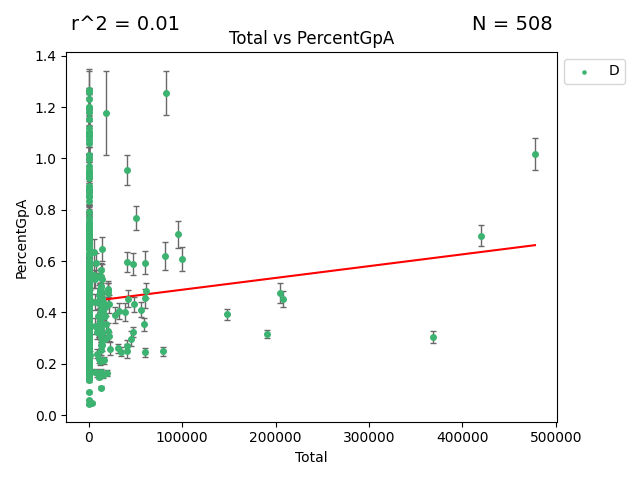 r^2 = 0.01
N = 508
Total vs PercentGpA
D
PercentGpA
1.4
1.2
1.0
0.8
0.6
0.4
0.2
0.0
0 100000 200000 300000 400000 500000
Total